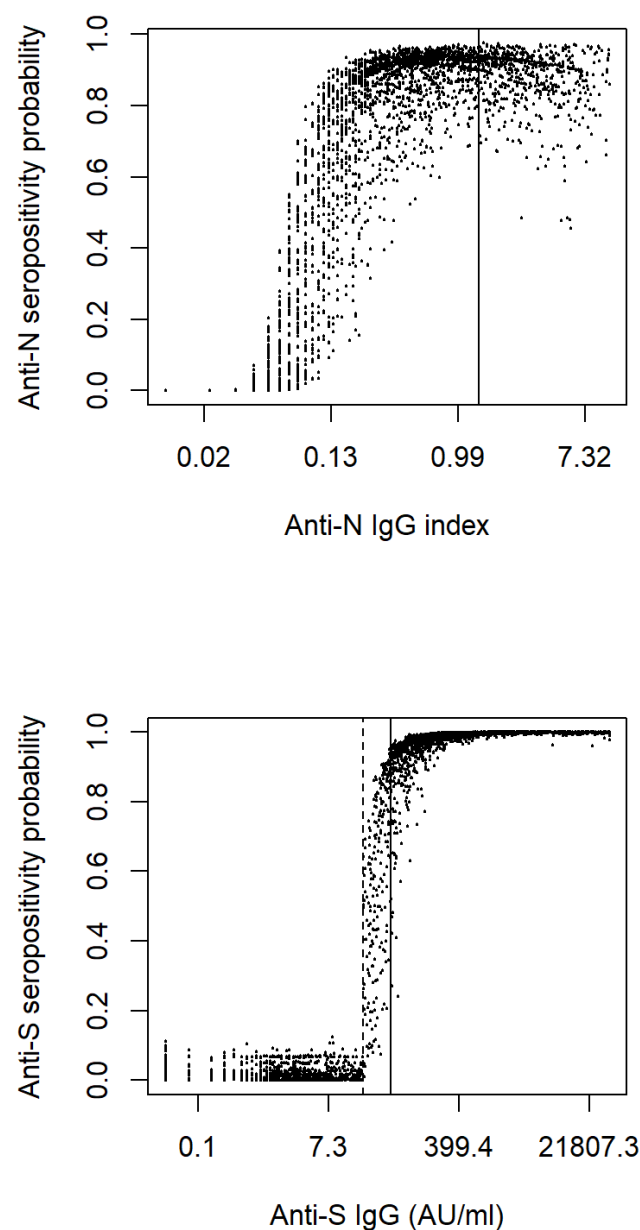 Anti-N seropositivity probability
1.0
0.8
0.6
0.4
0.2
0.0
0.02 0.13 0.99 7.32
Anti-N IgG index
Anti-S seropositivity probability
1.0
0.8
0.6
0.4
0.2
0.0
0.1 7.3 399.4 21807.3
Anti-S IgG (AU/ml)